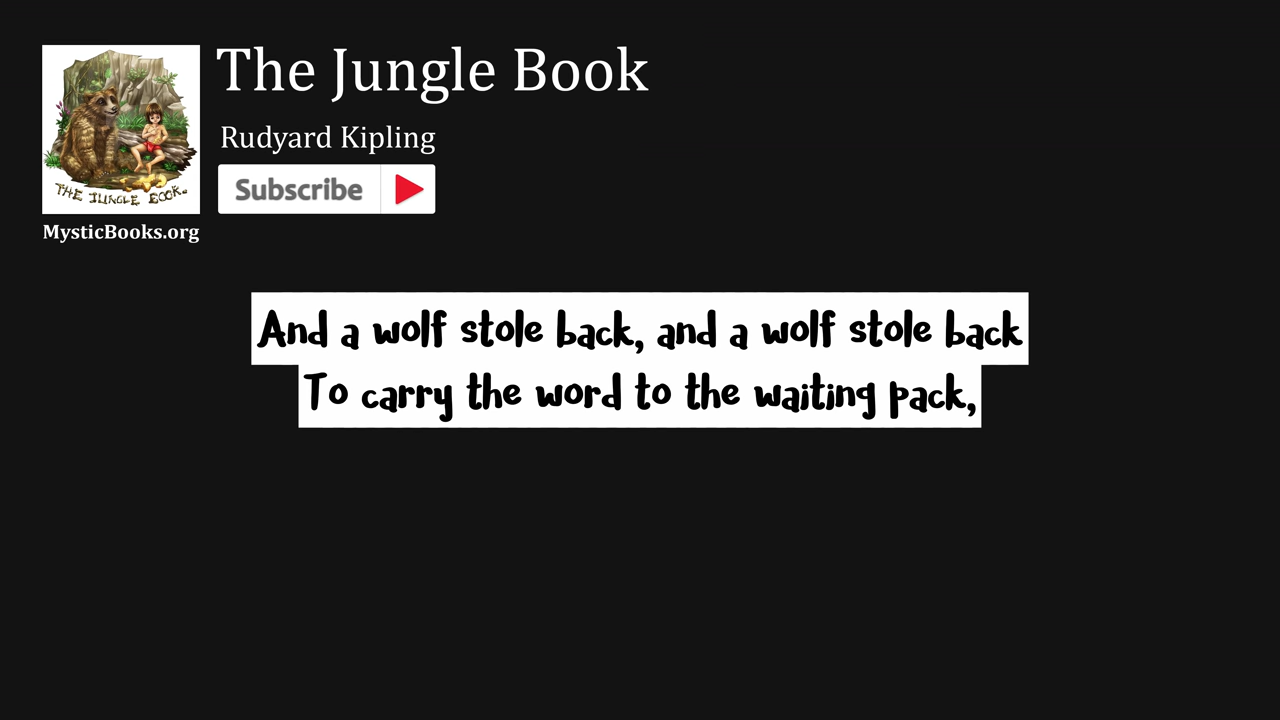 The Jungle Book
Rudyard Kipling
Subscribe
THE JUNGLE BOOK.
MysticBooks.org
And a wolf stole back, and a wolf stole back
To carry the word to the waiting pack,